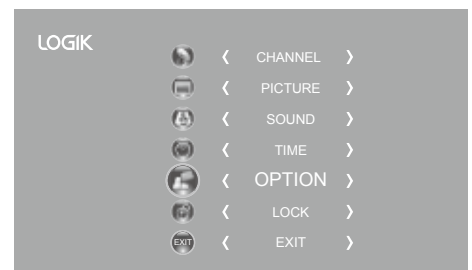 LOGIK
CHANNEL
PICTURE
SOUND
TIME
OPTION
LOCK
EXIT EXIT